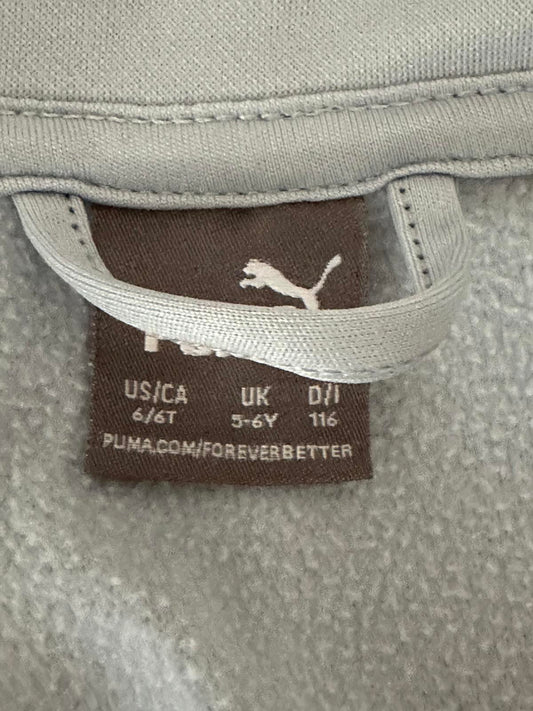 US/CA UK D/I
6/6T 5-6Y 116
PUMA.COM/FOREVERBETTER